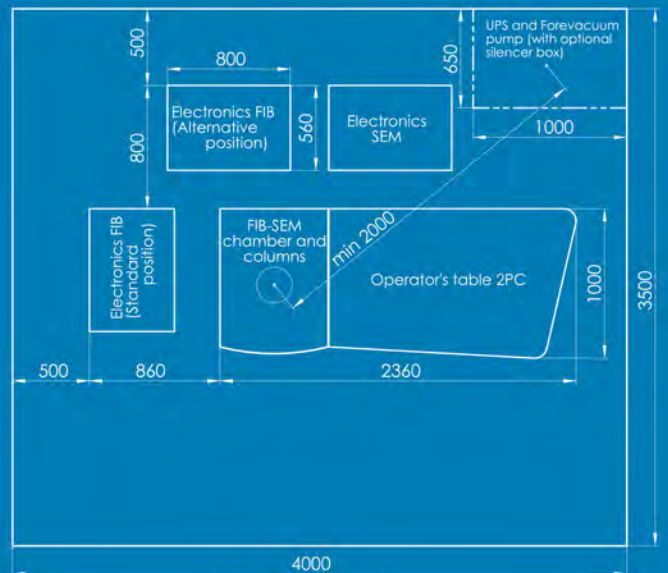 500
800
650
UPS and Forevacuum
pump (with optional
silencer box)
Electronics FIB
(Alternative
position)
560
Electronics
SEM
1000
800
Electronics FIB
(Standard
position)
FIB-SEM
chamber and
columns
min 2000
Operator's table 2PC
1000
3500
500
860
2360
4000